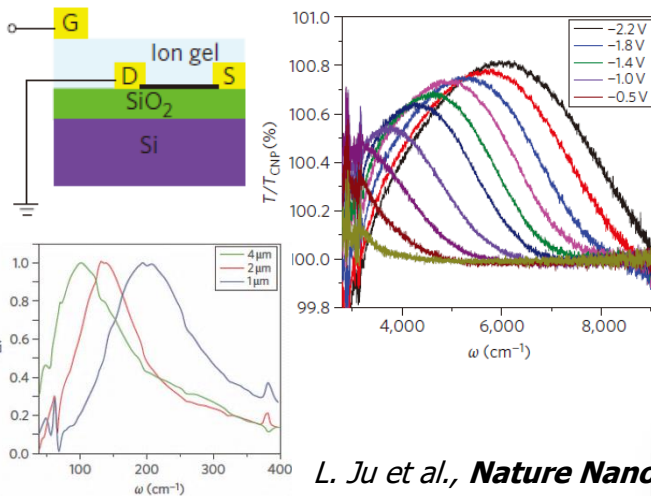 G
Ion gel
D
S
SiO₂
Si
101.0
100.8
100.6
100.4
100.2
100.0
99.8
T/T_CNP (%)
−2.2 V
−1.8 V
−1.4 V
−1.0 V
−0.5 V
4,000
6,000
8,000
ω (cm⁻¹)
1.0
0.8
0.6
0.4
0.2
0.0
4 μm
2 μm
1 μm
100
200
300
400
ω (cm⁻¹)
L. Ju et al., Nature Nano